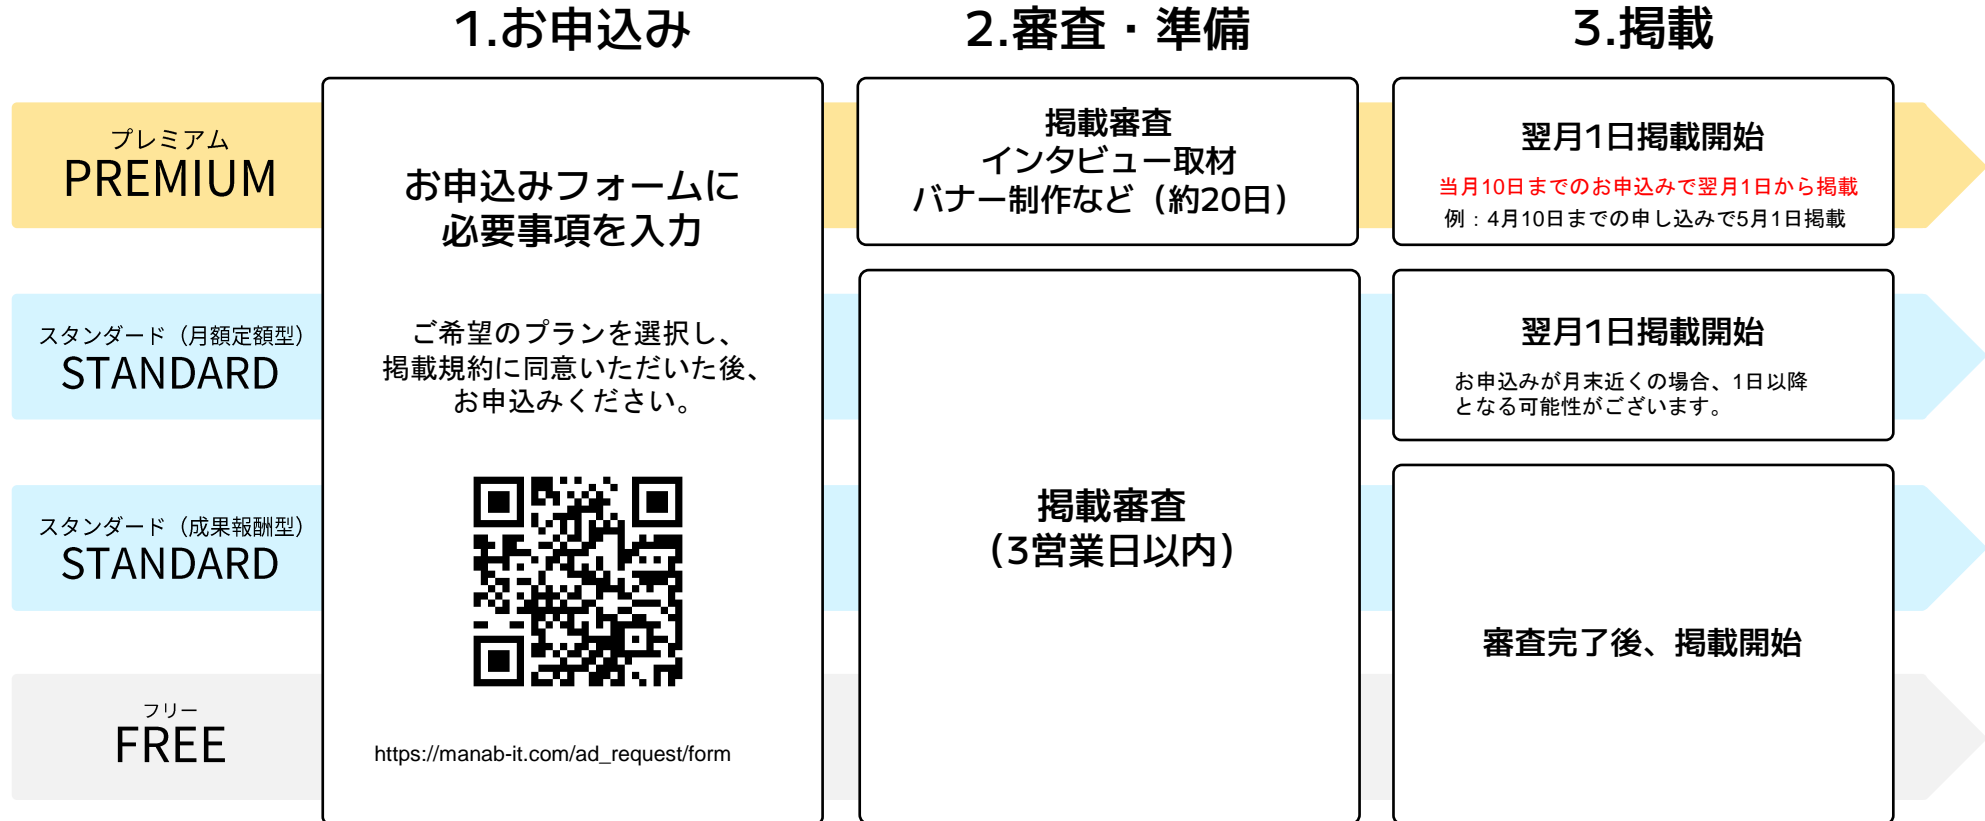 1.お申込み
2.審査・準備
3.掲載
プレミアム
PREMIUM
スタンダード（月額定額型）
STANDARD
スタンダード（成果報酬型）
STANDARD
フリー
FREE
お申込みフォームに
必要事項を入力
ご希望のプランを選択し、
掲載規約に同意いただいた後、
お申込みください。
https://manab-it.com/ad_request/form
掲載審査
インタビュー取材
バナー制作など（約20日）
掲載審査
（3営業日以内）
翌月1日掲載開始
当月10日までのお申込みで翌月1日から掲載
例：4月10日までの申し込みで5月1日掲載
翌月1日掲載開始
お申込みが月末近くの場合、1日以降
となる可能性がございます。
審査完了後、掲載開始